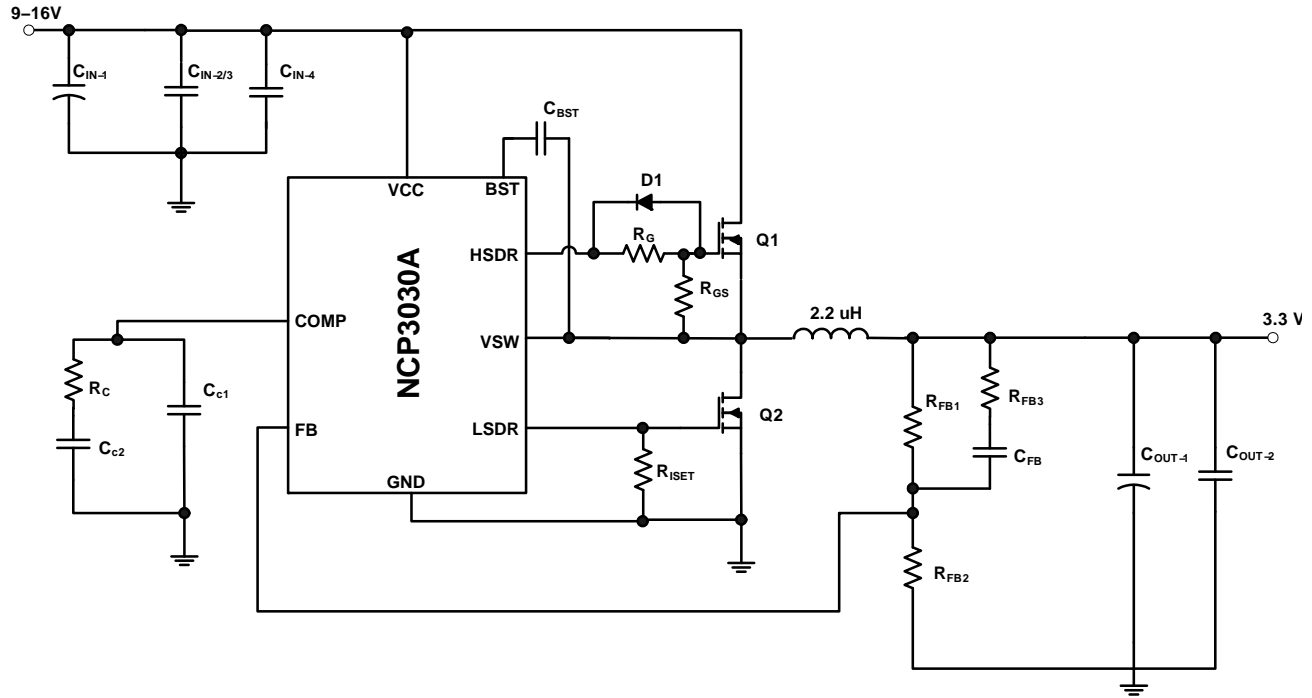 9–16V
C_IN–1
C_IN–2/3
C_IN–4
C_BST
VCC
BST
D1
R_G
HSDR
Q1
R_GS
NCP3030A
COMP
VSW
2.2 uH
3.3 V
R_C
C_c1
C_c2
FB
LSDR
Q2
R_ISET
GND
R_FB1
R_FB3
C_FB
C_OUT–1
C_OUT–2
R_FB2